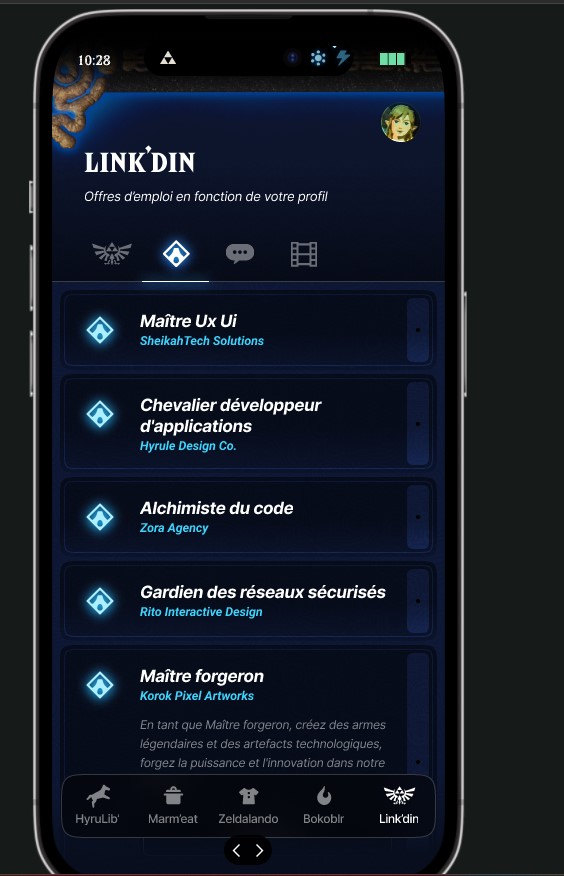 10:28
LINK'DIN
Offres d'emploi en fonction de votre profil
Maître Ux Ui
SheikahTech Solutions
Chevalier développeur
d'applications
Hyrule Design Co.
Alchimiste du code
Zora Agency
Gardien des réseaux sécurisés
Rito Interactive Design
Maître forgeron
Korok Pixel Artworks
En tant que Maître forgeron, créez des armes
légendaires et des artefacts technologiques,
forgez la puissance et l'innovation dans notre
HyruLib'
Marm'eat
Zeldalando
Bokoblr
Link'din